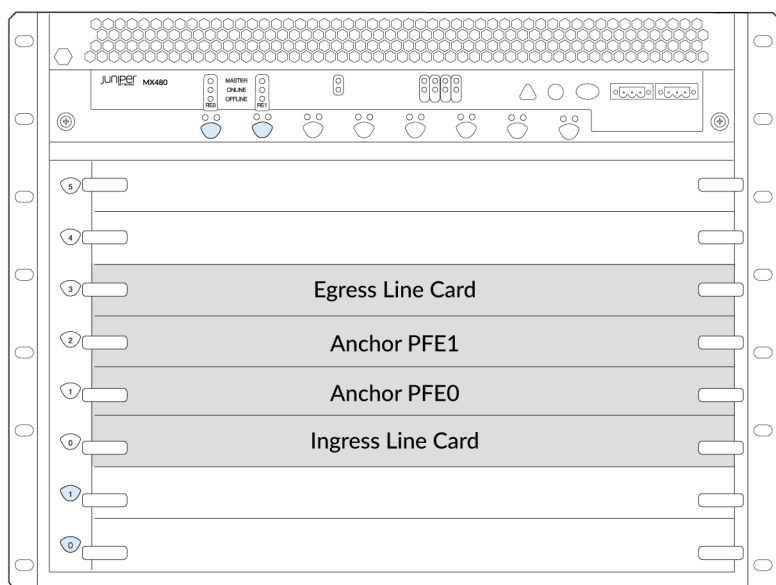 JUNIPER NETWORKS MX480
MASTER
ONLINE
OFFLINE
RE0 RE1
5
4
3 Egress Line Card
2 Anchor PFE1
1 Anchor PFE0
0 Ingress Line Card
1
0